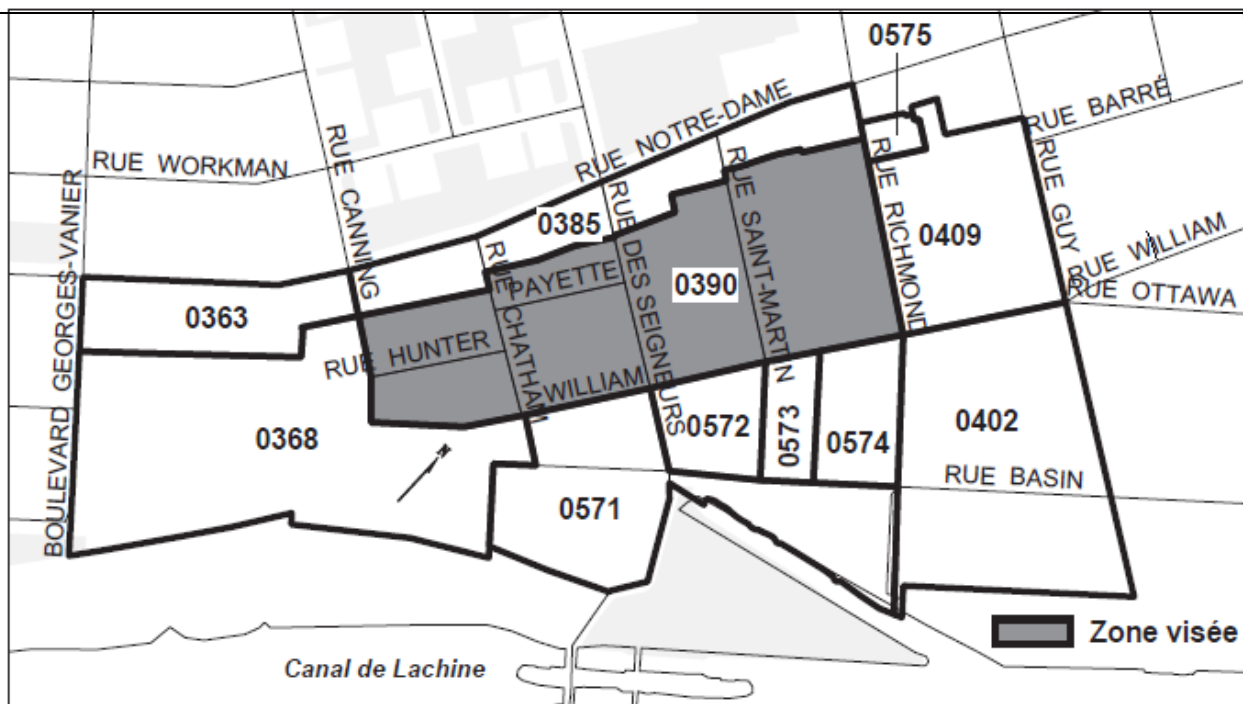 0575
RUE NOTRE-DAME
RUE BARRÉ
RUE WORKMAN
RUE CANNING
BOULEVARD GEORGES-VANIER
0385
RUE SAINT-MARTIN
RUE RICHMOND
RUE GUY
0409
RUE WILLIAM
RUE OTTAWA
0363
RUE CHATHAM
PAYETTE
RUE DES SEIGNEURS
0390
RUE HUNTER
WILLIAM
0368
N
0572
0573
0574
0402
RUE BASIN
0571
Zone visée
Canal de Lachine